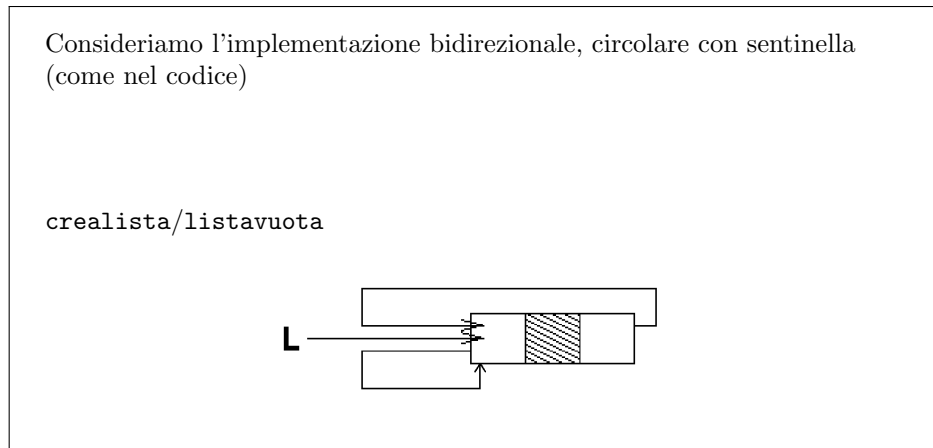 Consideriamo l'implementazione bidirezionale, circolare con sentinella
(come nel codice)
crealista/listavuota
L